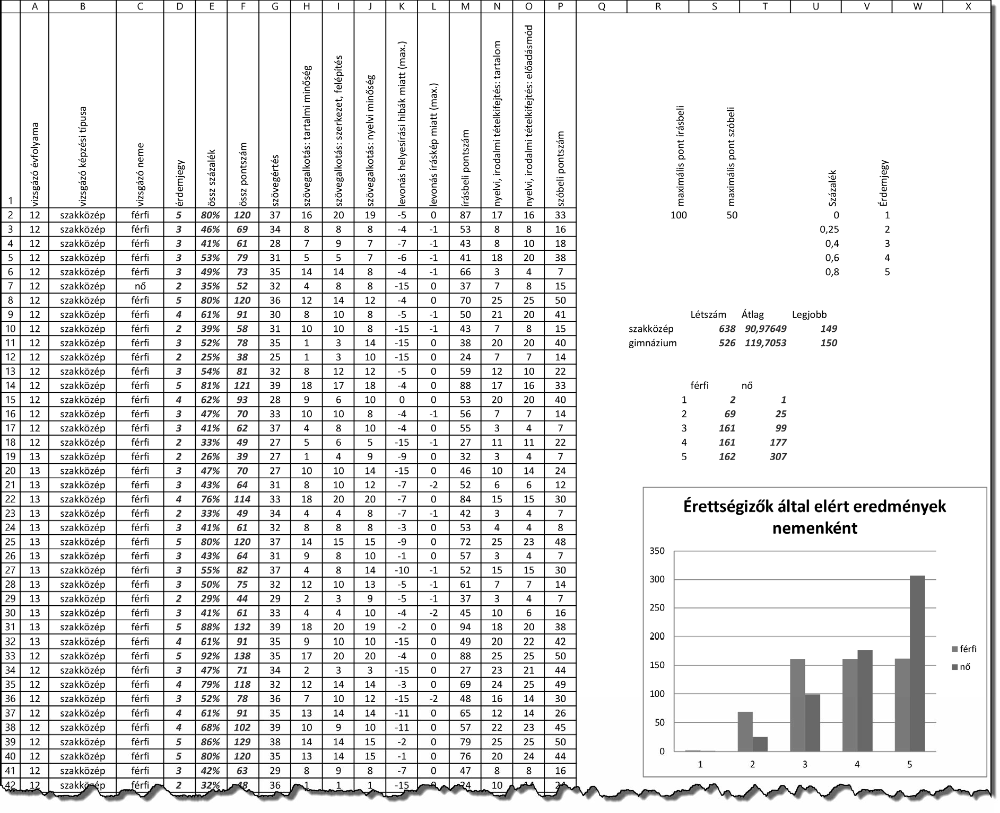 A B C D E F G H I J K L M N O P Q R S T U V W X
1 vizsgázó évfolyama vizsgázó képzési típusa vizsgázó neme érdemjegy össz százalék össz pontszám szövegértés szövegalkotás: tartalmi minőség szövegalkotás: szerkezet, felépítés szövegalkotás: nyelvi minőség levonás helyesírási hibák miatt (max.) levonás íráskép miatt (max.) írásbeli pontszám nyelvi, irodalmi tételkifejtés: tartalom nyelvi, irodalmi tételkifejtés: előadásmód szóbeli pontszám maximális pont írásbeli maximális pont szóbeli Százalék Érdemjegy
2 12 szakközép férfi 5 80% 120 37 16 20 19 -5 0 87 17 16 33 100 50 0 1
3 12 szakközép férfi 3 46% 69 34 8 8 8 -4 -1 53 8 8 16 0,25 2
4 12 szakközép férfi 3 41% 61 28 7 9 7 -7 -1 43 8 10 18 0,4 3
5 12 szakközép férfi 3 53% 79 31 5 5 7 -6 -1 41 18 20 38 0,6 4
6 12 szakközép férfi 3 49% 73 35 14 14 8 -4 -1 66 3 4 7 0,8 5
7 12 szakközép nő 2 35% 52 32 4 8 8 -15 0 37 7 8 15
8 12 szakközép férfi 5 80% 120 36 12 14 12 -4 0 70 25 25 50
9 12 szakközép férfi 4 61% 91 30 8 10 8 -5 -1 50 21 20 41 Létszám Átlag Legjobb
10 12 szakközép férfi 2 39% 58 31 10 10 8 -15 -1 43 7 8 15 szakközép 638 90,97649 149
11 12 szakközép férfi 3 52% 78 35 1 3 14 -15 0 38 20 20 40 gimnázium 526 119,7053 150
12 12 szakközép férfi 2 25% 38 25 1 3 10 -15 0 24 7 7 14
13 12 szakközép férfi 3 54% 81 32 8 12 12 -5 0 59 12 10 22
14 12 szakközép férfi 5 81% 121 39 18 17 18 -4 0 88 17 16 33 férfi nő
15 12 szakközép férfi 4 62% 93 28 9 6 10 0 0 53 20 20 40 1 2 1
16 12 szakközép férfi 3 47% 70 33 10 10 8 -4 -1 56 7 7 14 2 69 25
17 12 szakközép férfi 3 41% 62 37 4 8 10 -4 0 55 3 4 7 3 161 99
18 12 szakközép férfi 2 33% 49 27 5 6 5 -15 -1 27 11 11 22 4 161 177
19 13 szakközép férfi 2 26% 39 27 1 4 9 -9 0 32 3 4 7 5 162 307
20 13 szakközép férfi 3 47% 70 27 10 10 14 -15 0 46 10 14 24
21 13 szakközép férfi 3 43% 64 31 8 10 12 -7 -2 52 6 6 12
22 13 szakközép férfi 4 76% 114 33 18 20 20 -7 0 84 15 15 30
23 13 szakközép férfi 2 33% 49 34 4 4 8 -7 -1 42 3 4 7
24 13 szakközép férfi 3 41% 61 32 8 8 8 -3 0 53 4 4 8
25 13 szakközép férfi 5 80% 120 37 14 15 15 -9 0 72 25 23 48
26 13 szakközép férfi 3 43% 64 31 9 8 10 -1 0 57 3 4 7
27 13 szakközép férfi 3 55% 82 37 4 8 14 -10 -1 52 15 15 30
28 13 szakközép férfi 3 50% 75 32 12 10 13 -5 -1 61 7 7 14
29 13 szakközép férfi 2 29% 44 29 2 3 9 -5 -1 37 3 4 7
30 13 szakközép férfi 3 41% 61 33 4 4 10 -4 -2 45 10 6 16
31 13 szakközép férfi 5 88% 132 39 18 20 19 -2 0 94 18 20 38
32 13 szakközép férfi 4 61% 91 35 9 10 10 -15 0 49 20 22 42
33 12 szakközép férfi 5 92% 138 35 17 20 20 -4 0 88 25 25 50
34 12 szakközép férfi 3 47% 71 34 2 3 3 -15 0 27 23 21 44
35 12 szakközép férfi 4 79% 118 32 12 14 14 -3 0 69 24 25 49
36 12 szakközép férfi 3 52% 78 36 7 10 12 -15 -2 48 16 14 30
37 12 szakközép férfi 4 61% 91 35 13 14 14 -11 0 65 12 14 26
38 12 szakközép férfi 4 68% 102 39 10 9 10 -11 0 57 22 23 45
39 12 szakközép férfi 5 86% 129 38 14 14 15 -2 0 79 25 25 50
40 12 szakközép férfi 5 80% 120 35 13 14 15 -1 0 76 20 24 44
41 12 szakközép férfi 3 42% 63 29 8 9 8 -7 0 47 8 8 16
42 12 szakközép férfi 2 32% 48 36 1 1 1 -15 0 24 10 14 24
Érettségizők által elért eredmények
nemenként
350
300
250
200
150
100
50
0
1 2 3 4 5
férfi
nő